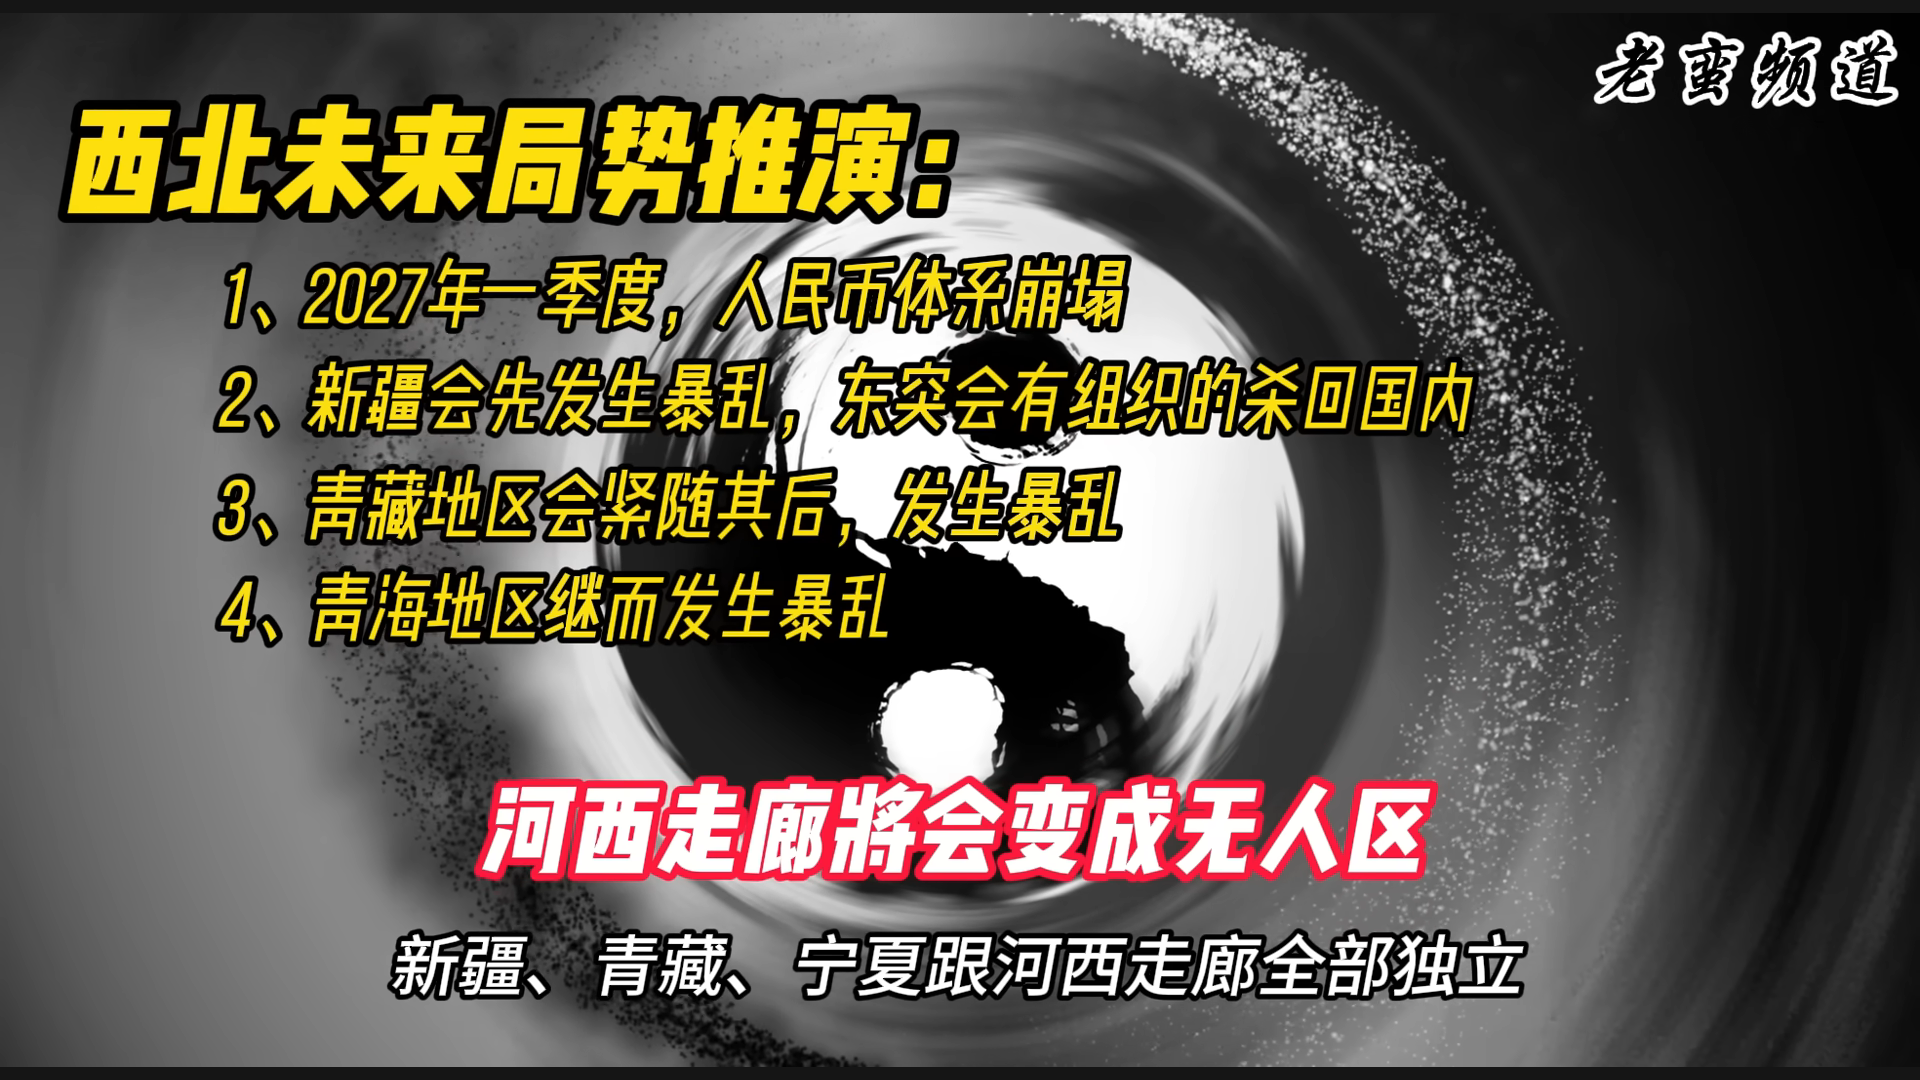 老蛮频道
西北未来局势推演：
1、2027年一季度，人民币体系崩塌
2、新疆会先发生暴乱，东突会有组织的杀回国内
3、青藏地区会紧随其后，发生暴乱
4、青海地区继而发生暴乱
河西走廊將会变成无人区
新疆、青藏、宁夏跟河西走廊全部独立